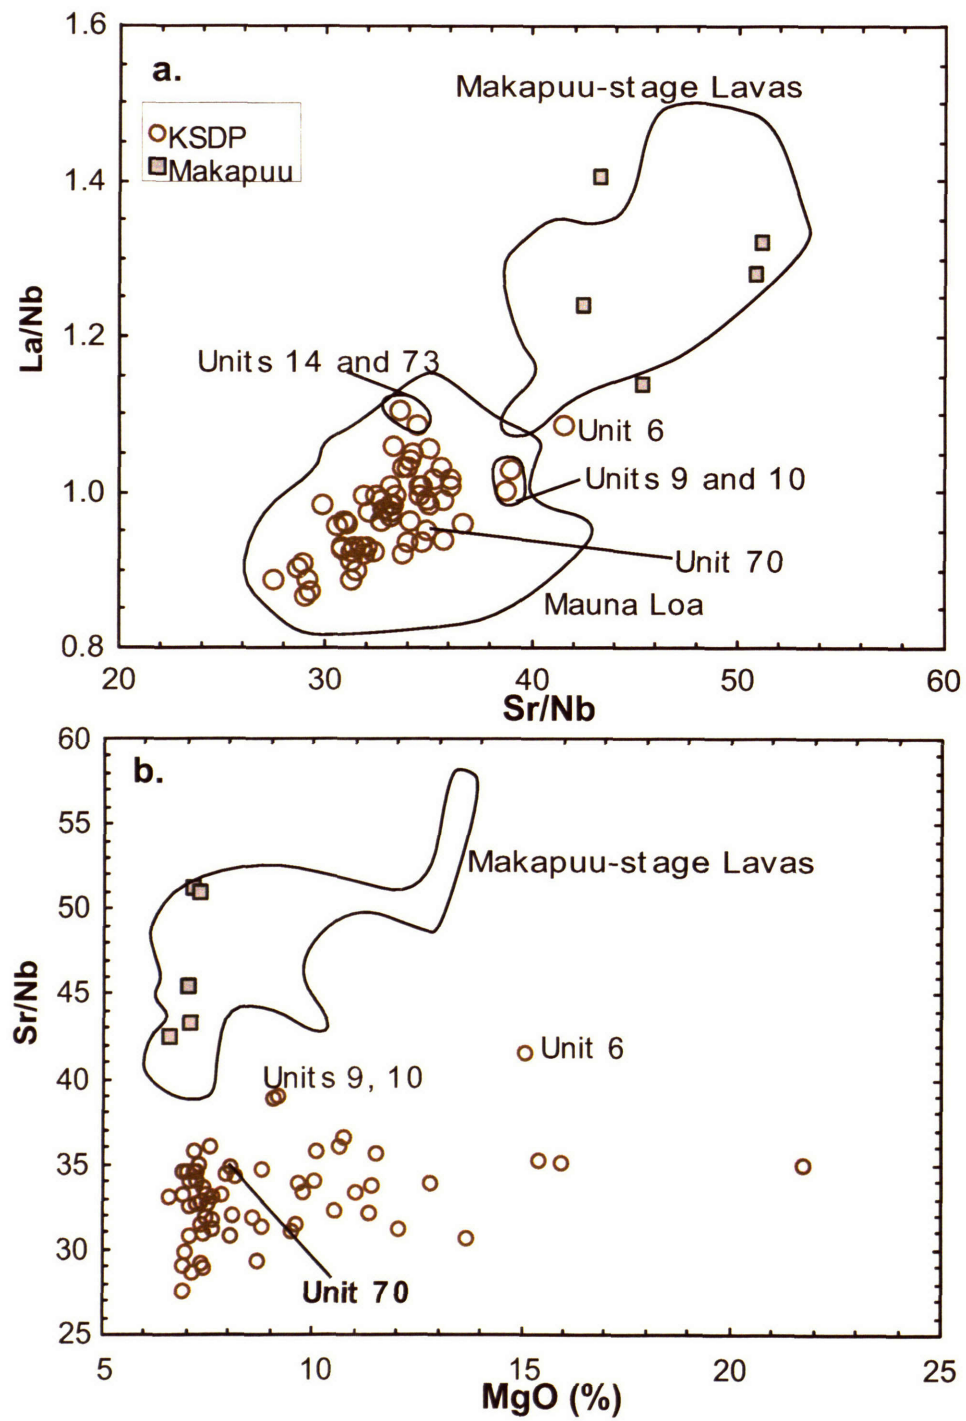 1.6
a.
Makapuu-stage Lavas
KSDP
Makapuu
1.4
La/Nb
1.2
Units 14 and 73
Unit 6
1.0
Units 9 and 10
Unit 70
Mauna Loa
0.8
20 30 40 50 60
Sr/Nb
60
b.
55
Makapuu-stage Lavas
50
Sr/Nb
45
Unit 6
40
Units 9, 10
35
30
Unit 70
25
5 10 15 20 25
MgO (%)